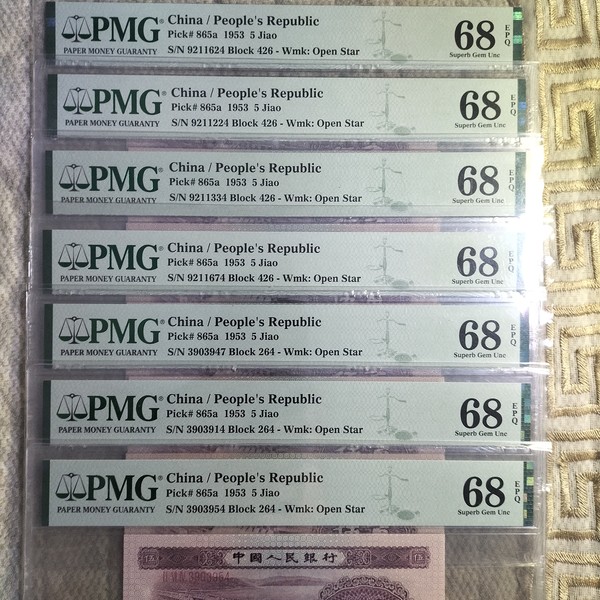 PMG
PAPER MONEY GUARANTY
China / People's Republic
Pick# 865a 1953 5 Jiao
S/N 9211624 Block 426 - Wmk: Open Star
68
EPQ
Superb Gem Unc
PMG
PAPER MONEY GUARANTY
China / People's Republic
Pick# 865a 1953 5 Jiao
S/N 9211224 Block 426 - Wmk: Open Star
68
EPQ
Superb Gem Unc
PMG
PAPER MONEY GUARANTY
China / People's Republic
Pick# 865a 1953 5 Jiao
S/N 9211334 Block 426 - Wmk: Open Star
68
EPQ
Superb Gem Unc
PMG
PAPER MONEY GUARANTY
China / People's Republic
Pick# 865a 1953 5 Jiao
S/N 9211674 Block 426 - Wmk: Open Star
68
EPQ
Superb Gem Unc
PMG
PAPER MONEY GUARANTY
China / People's Republic
Pick# 865a 1953 5 Jiao
S/N 3903947 Block 264 - Wmk: Open Star
68
EPQ
Superb Gem Unc
PMG
PAPER MONEY GUARANTY
China / People's Republic
Pick# 865a 1953 5 Jiao
S/N 3903914 Block 264 - Wmk: Open Star
68
EPQ
Superb Gem Unc
PMG
PAPER MONEY GUARANTY
China / People's Republic
Pick# 865a 1953 5 Jiao
S/N 3903954 Block 264 - Wmk: Open Star
68
EPQ
Superb Gem Unc
伍 中國人民銀行 伍
3903954